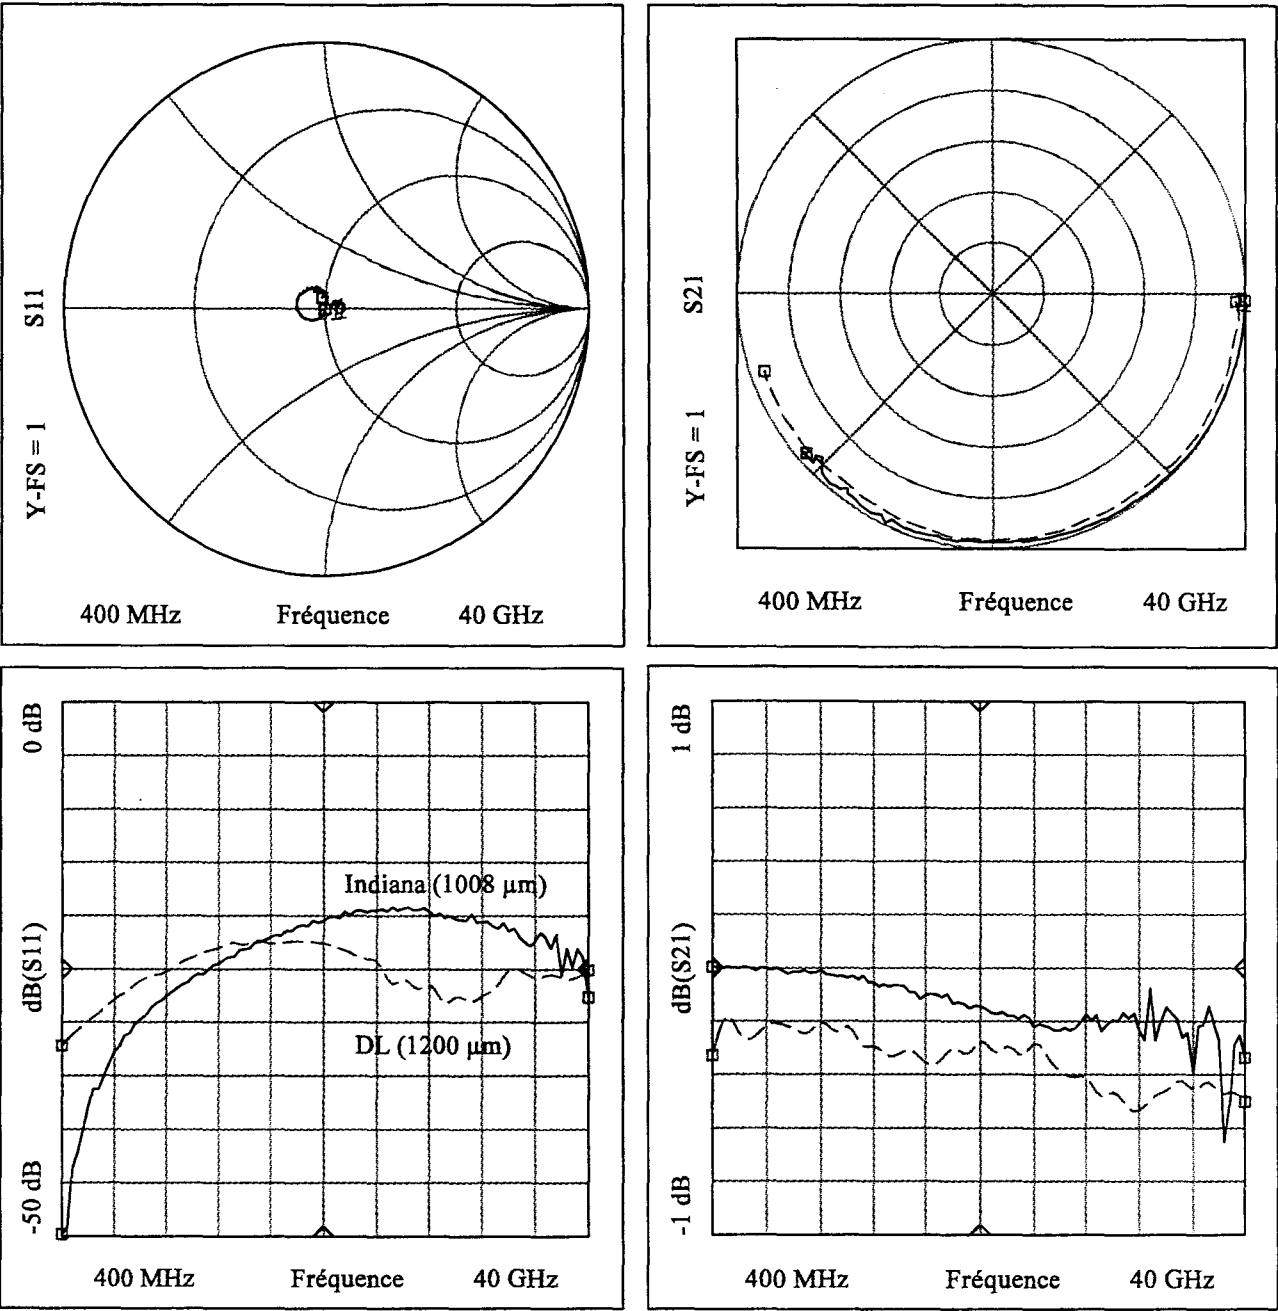 S11
Y-FS = 1
400 MHz Fréquence 40 GHz
S21
Y-FS = 1
400 MHz Fréquence 40 GHz
0 dB
dB(S11)
-50 dB
Indiana (1008 µm)
DL (1200 µm)
400 MHz Fréquence 40 GHz
1 dB
dB(S21)
-1 dB
400 MHz Fréquence 40 GHz